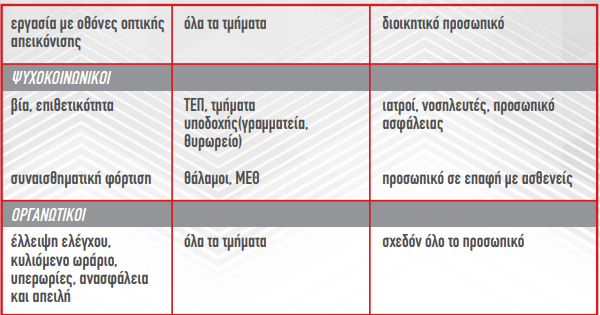 εργασία με οθόνες οπτικής απεικόνισης όλα τα τμήματα διοικητικό προσωπικό
ΨΥΧΟΚΟΙΝΩΝΙΚΟΙ
βία, επιθετικότητα ΤΕΠ, τμήματα υποδοχής(γραμματεία, θυρωρείο) ιατροί, νοσηλευτές, προσωπικό ασφάλειας
συναισθηματική φόρτιση θάλαμοι, ΜΕΘ προσωπικό σε επαφή με ασθενείς
ΟΡΓΑΝΩΤΙΚΟΙ
έλλειψη ελέγχου, κυλιόμενο ωράριο, υπερωρίες, ανασφάλεια και απειλή όλα τα τμήματα σχεδόν όλο το προσωπικό